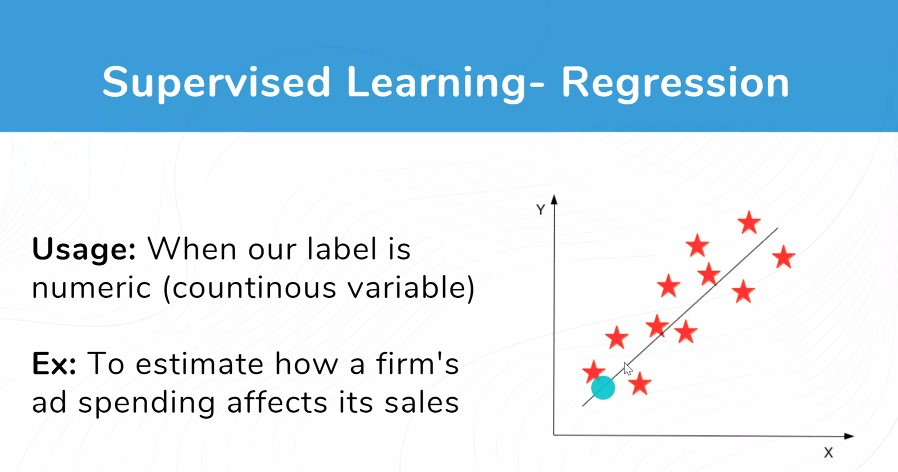 Supervised Learning- Regression
Usage: When our label is
numeric (countinous variable)
Ex: To estimate how a firm's
ad spending affects its sales
Y
X